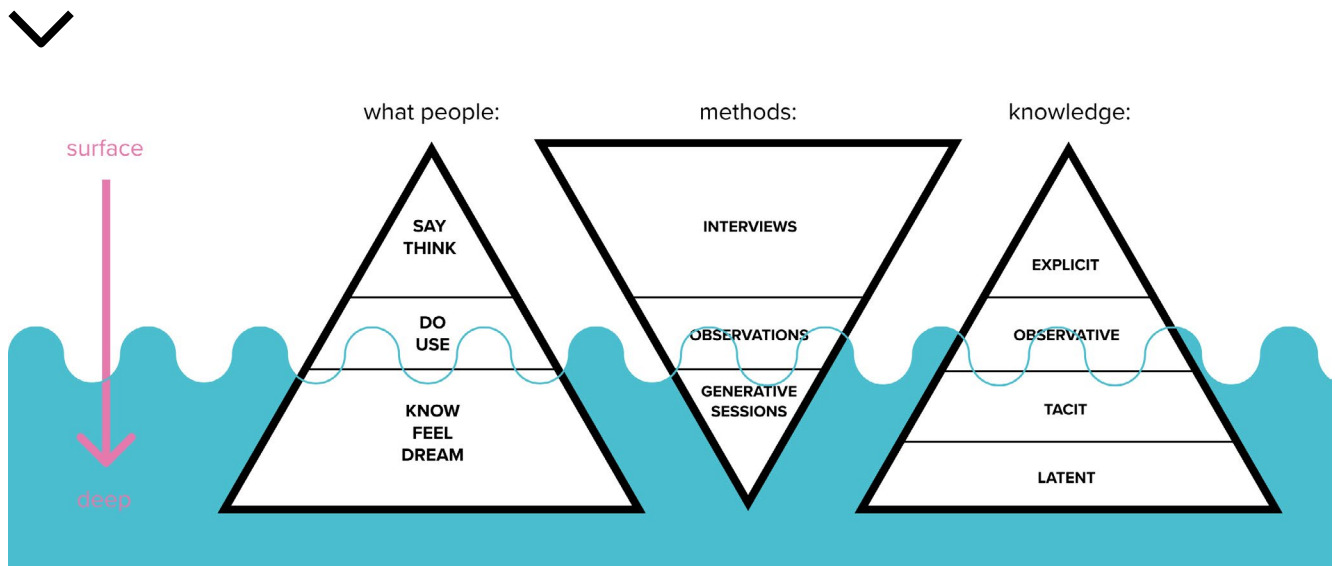 what people:
methods:
knowledge:
surface
deep
SAY
THINK
DO
USE
KNOW
FEEL
DREAM
INTERVIEWS
OBSERVATIONS
GENERATIVE
SESSIONS
EXPLICIT
OBSERVATIVE
TACIT
LATENT